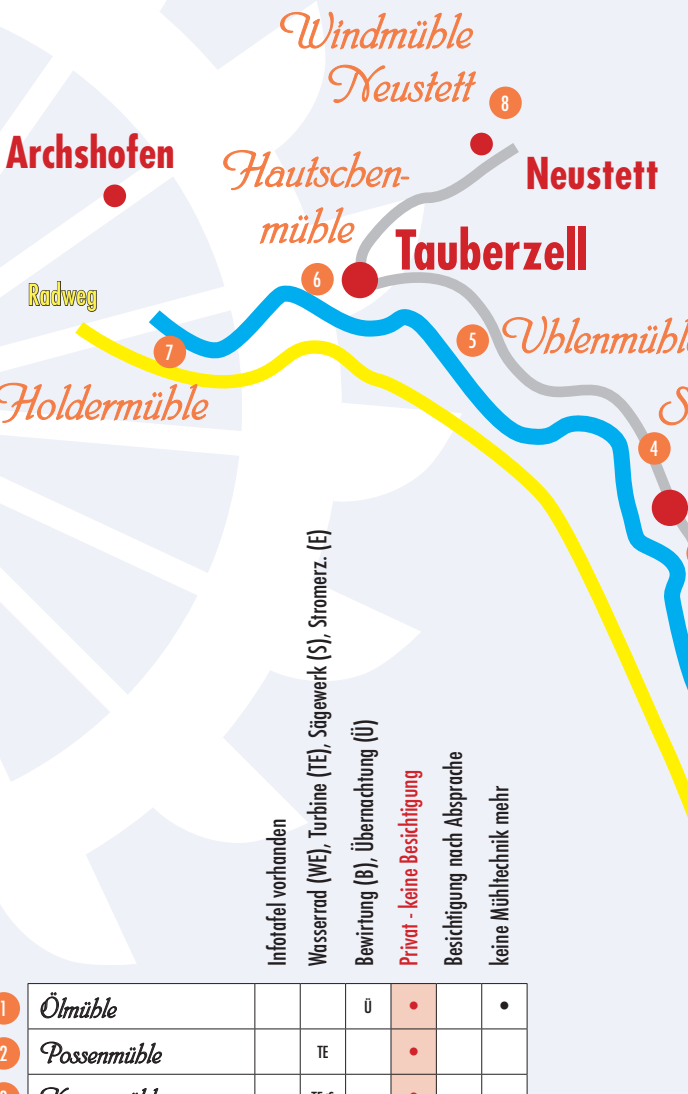 Windmühle
Neustett
8
Archshofen
Hautschen-
mühle
Neustett
Tauberzell
6
Radweg
5
Uhlenmühle
7
Holdermühle
4
Infotafel vorhanden
Wasserrad (WE), Turbine (TE), Sägewerk (S), Stromerz. (E)
Bewirtung (B), Übernachtung (Ü)
Privat - keine Besichtigung
Besichtigung nach Absprache
keine Mühltechnik mehr
1 Ölmühle Ü • •
2 Possenmühle TE •